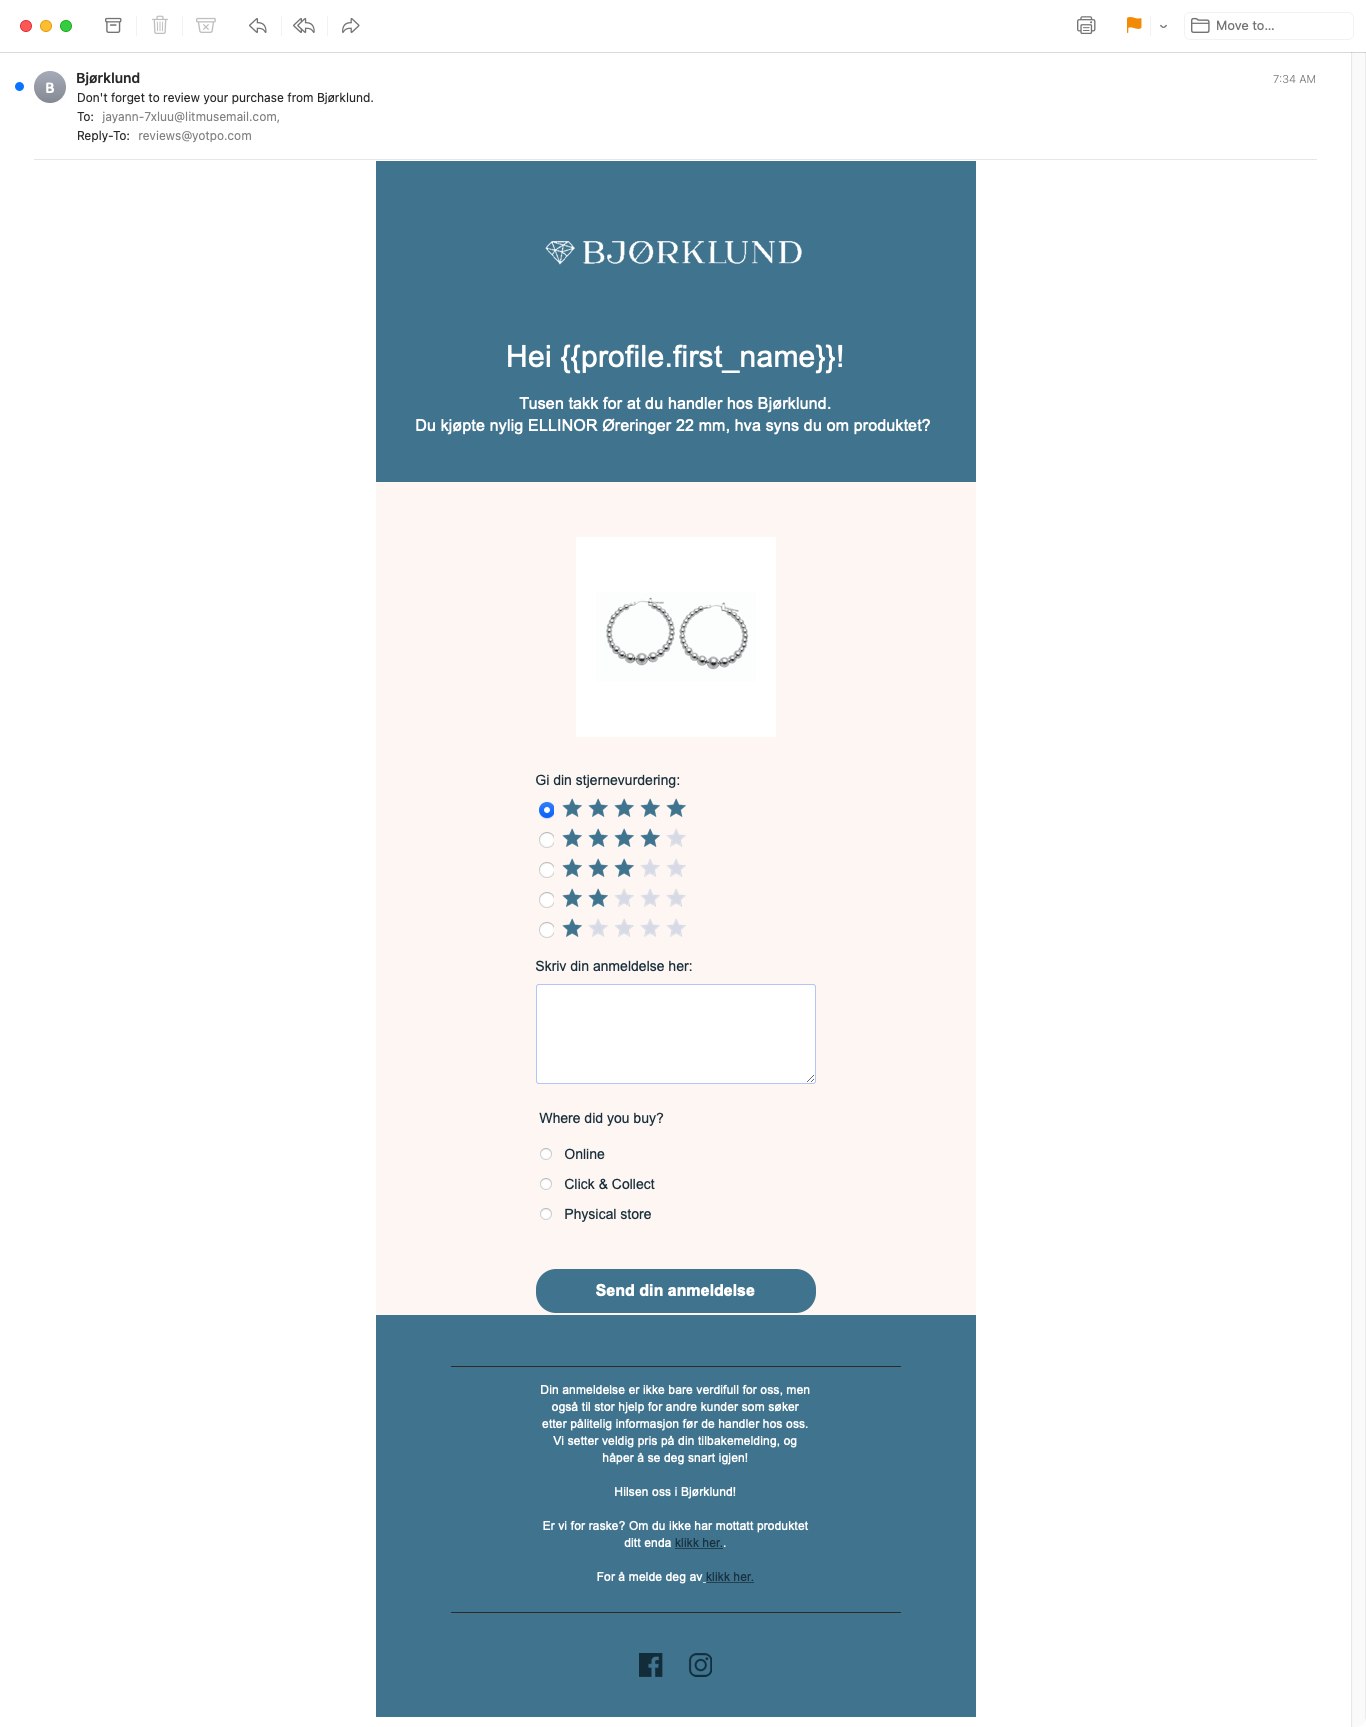 Move to...
B
Bjørklund
7:34 AM
Don't forget to review your purchase from Bjørklund.
To: jayann-7xluu@litmusemail.com,
Reply-To: reviews@yotpo.com
BJØRKLUND
Hei {{profile.first_name}}!
Tusen takk for at du handler hos Bjørklund.
Du kjøpte nylig ELLINOR Øreringer 22 mm, hva syns du om produktet?
Gi din stjernevurdering:
Skriv din anmeldelse her:
Where did you buy?
Online
Click & Collect
Physical store
Send din anmeldelse
Din anmeldelse er ikke bare verdifull for oss, men
også til stor hjelp for andre kunder som søker
etter pålitelig informasjon før de handler hos oss.
Vi setter veldig pris på din tilbakemelding, og
håper å se deg snart igjen!
Hilsen oss i Bjørklund!
Er vi for raske? Om du ikke har mottatt produktet
ditt enda klikk her..
For å melde deg av klikk her.